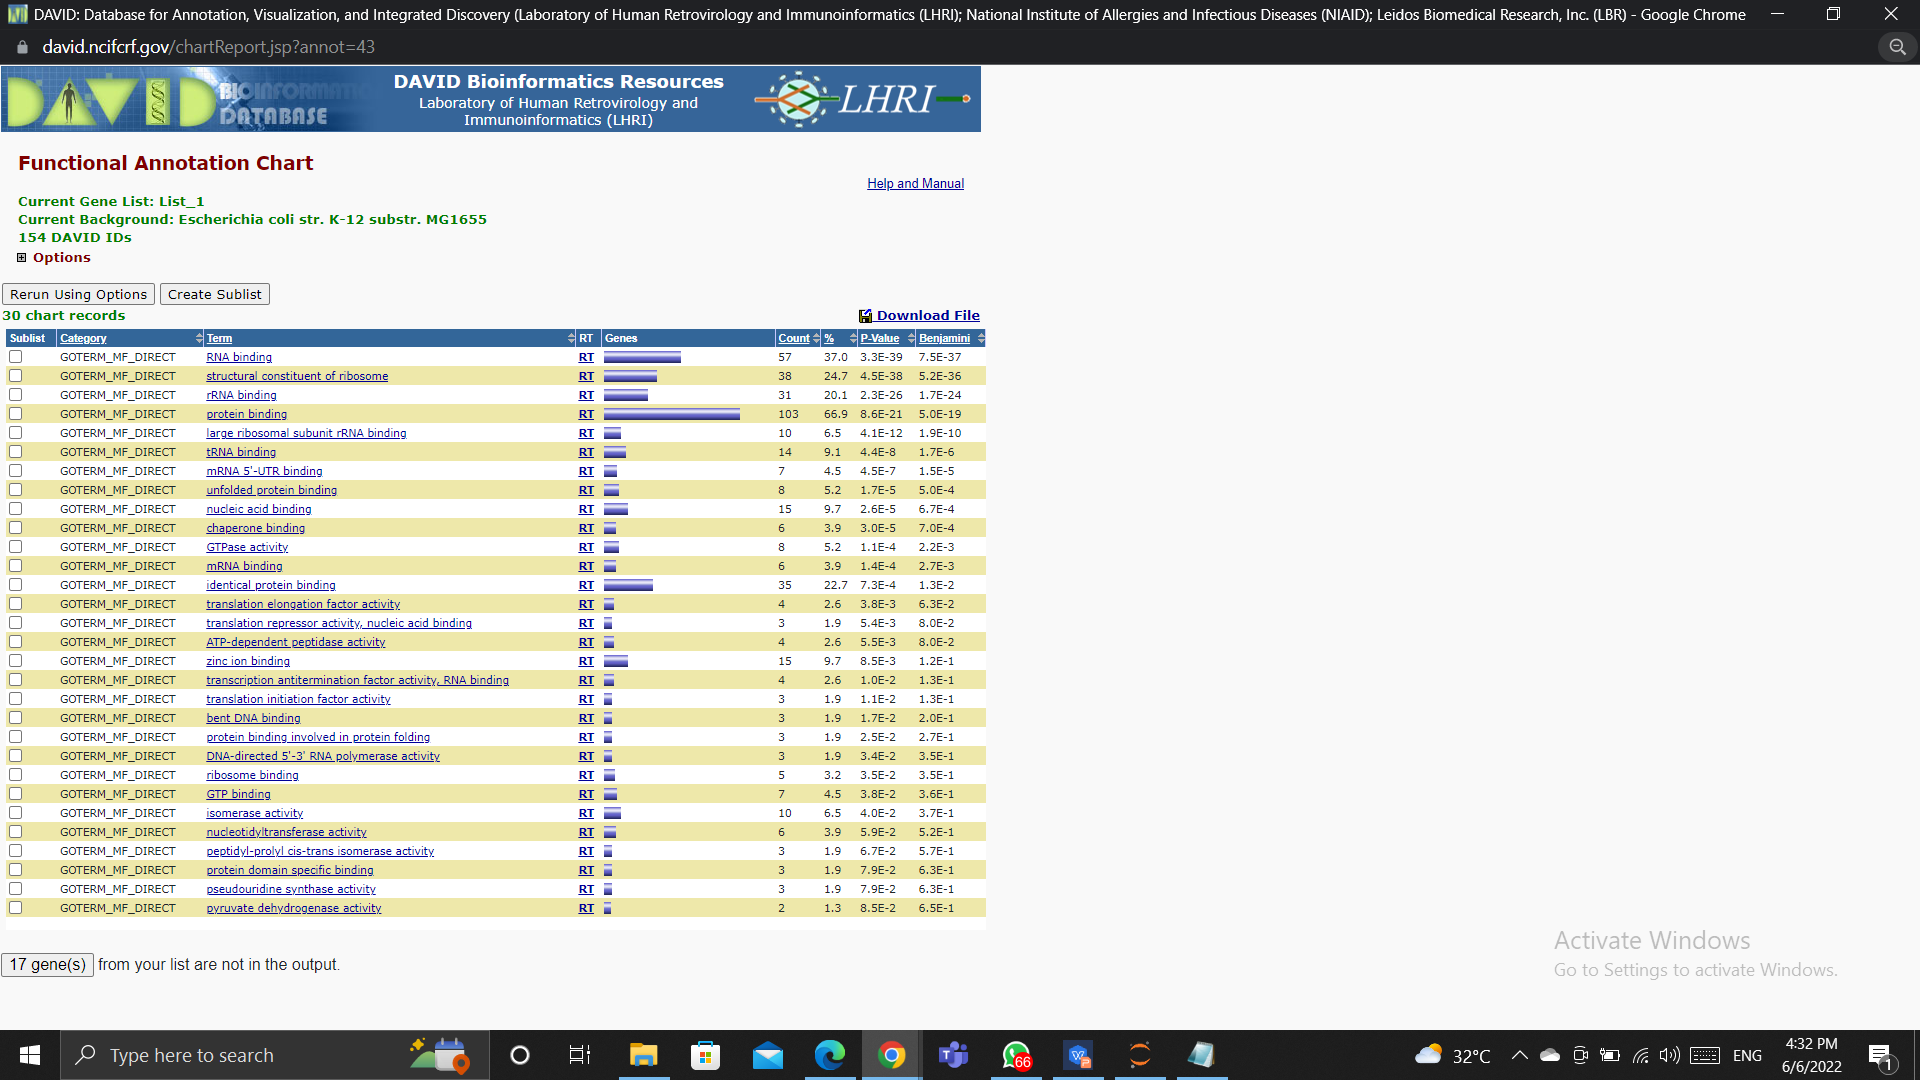 DAVID: Database for Annotation, Visualization, and Integrated Discovery (Laboratory of Human Retrovirology and Immunoinformatics (LHRI); National Institute of Allergies and Infectious Diseases (NIAID); Leidos Biomedical Research, Inc. (LBR) - Google Chrome
david.ncifcrf.gov/chartReport.jsp?annot=43
DAVID BIOINFORMATICS DATABASE
DAVID Bioinformatics Resources
Laboratory of Human Retrovirology and
Immunoinformatics (LHRI)
LHRI
Functional Annotation Chart
Help and Manual
Current Gene List: List_1
Current Background: Escherichia coli str. K-12 substr. MG1655
154 DAVID IDs
Options
Rerun Using Options Create Sublist
30 chart records Download File
Sublist Category Term RT Genes Count % P-Value Benjamini
GOTERM_MF_DIRECT RNA binding RT 57 37.0 3.3E-39 7.5E-37
GOTERM_MF_DIRECT structural constituent of ribosome RT 38 24.7 4.5E-38 5.2E-36
GOTERM_MF_DIRECT rRNA binding RT 31 20.1 2.3E-26 1.7E-24
GOTERM_MF_DIRECT protein binding RT 103 66.9 8.6E-21 5.0E-19
GOTERM_MF_DIRECT large ribosomal subunit rRNA binding RT 10 6.5 4.1E-12 1.9E-10
GOTERM_MF_DIRECT tRNA binding RT 14 9.1 4.4E-8 1.7E-6
GOTERM_MF_DIRECT mRNA 5'-UTR binding RT 7 4.5 4.5E-7 1.5E-5
GOTERM_MF_DIRECT unfolded protein binding RT 8 5.2 1.7E-5 5.0E-4
GOTERM_MF_DIRECT nucleic acid binding RT 15 9.7 2.6E-5 6.7E-4
GOTERM_MF_DIRECT chaperone binding RT 6 3.9 3.0E-5 7.0E-4
GOTERM_MF_DIRECT GTPase activity RT 8 5.2 1.1E-4 2.2E-3
GOTERM_MF_DIRECT mRNA binding RT 6 3.9 1.4E-4 2.7E-3
GOTERM_MF_DIRECT identical protein binding RT 35 22.7 7.3E-4 1.3E-2
GOTERM_MF_DIRECT translation elongation factor activity RT 4 2.6 3.8E-3 6.3E-2
GOTERM_MF_DIRECT translation repressor activity, nucleic acid binding RT 3 1.9 5.4E-3 8.0E-2
GOTERM_MF_DIRECT ATP-dependent peptidase activity RT 4 2.6 5.5E-3 8.0E-2
GOTERM_MF_DIRECT zinc ion binding RT 15 9.7 8.5E-3 1.2E-1
GOTERM_MF_DIRECT transcription antitermination factor activity, RNA binding RT 4 2.6 1.0E-2 1.3E-1
GOTERM_MF_DIRECT translation initiation factor activity RT 3 1.9 1.1E-2 1.3E-1
GOTERM_MF_DIRECT bent DNA binding RT 3 1.9 1.7E-2 2.0E-1
GOTERM_MF_DIRECT protein binding involved in protein folding RT 3 1.9 2.5E-2 2.7E-1
GOTERM_MF_DIRECT DNA-directed 5'-3' RNA polymerase activity RT 3 1.9 3.4E-2 3.5E-1
GOTERM_MF_DIRECT ribosome binding RT 5 3.2 3.5E-2 3.5E-1
GOTERM_MF_DIRECT GTP binding RT 7 4.5 3.8E-2 3.6E-1
GOTERM_MF_DIRECT isomerase activity RT 10 6.5 4.0E-2 3.7E-1
GOTERM_MF_DIRECT nucleotidyltransferase activity RT 6 3.9 5.9E-2 5.2E-1
GOTERM_MF_DIRECT peptidyl-prolyl cis-trans isomerase activity RT 3 1.9 6.7E-2 5.7E-1
GOTERM_MF_DIRECT protein domain specific binding RT 3 1.9 7.9E-2 6.3E-1
GOTERM_MF_DIRECT pseudouridine synthase activity RT 3 1.9 7.9E-2 6.3E-1
GOTERM_MF_DIRECT pyruvate dehydrogenase activity RT 2 1.3 8.5E-2 6.5E-1
17 gene(s) from your list are not in the output.
Activate Windows
Go to Settings to activate Windows.
Type here to search
66
32°C
ENG
4:32 PM
6/6/2022
1